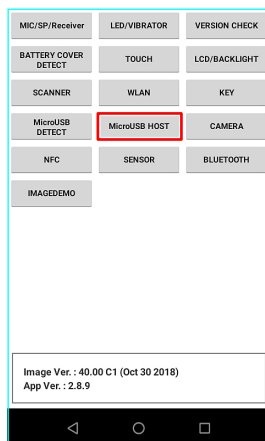 MIC/SP/Receiver LED/VIBRATOR VERSION CHECK
BATTERY COVER DETECT TOUCH LCD/BACKLIGHT
SCANNER WLAN KEY
MicroUSB DETECT MicroUSB HOST CAMERA
NFC SENSOR BLUETOOTH
IMAGEDEMO
Image Ver. : 40.00 C1 (Oct 30 2018)
App Ver. : 2.8.9